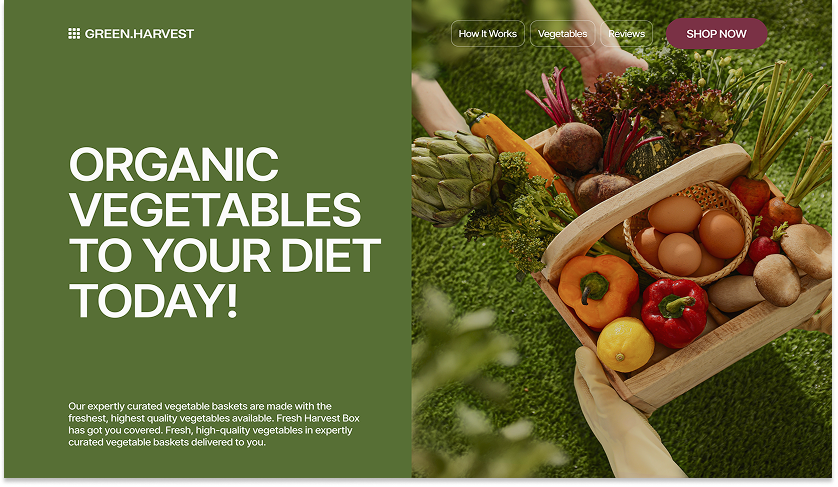 GREEN.HARVEST
How It Works
Vegetables
Reviews
SHOP NOW
ORGANIC
VEGETABLES
TO YOUR DIET
TODAY!
Our expertly curated vegetable baskets are made with the
freshest, highest quality vegetables available. Fresh Harvest Box
has got you covered. Fresh, high-quality vegetables in expertly
curated vegetable baskets delivered to you.